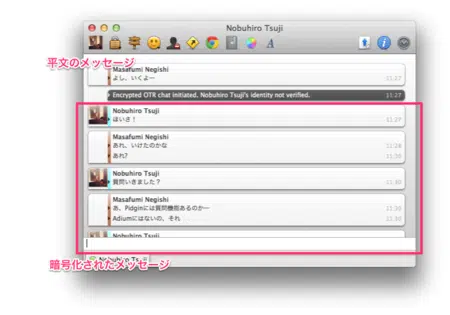 Nobuhiro Tsuji
平文のメッセージ
Masafumi Negishi
よし、いくよー
11:27
Encrypted OTR chat initiated. Nobuhiro Tsuji's identity not verified.
11:27
Nobuhiro Tsuji
ほいさ！
11:27
Masafumi Negishi
あれ、いけたのかな
11:28
あれ?
11:30
Nobuhiro Tsuji
質問いきました？
11:30
Masafumi Negishi
あ、Pidginには質問機能あるのかー
11:30
Adiumにはないの、それ
11:30
Nobuhiro Tsuji
暗号化されたメッセージ
Nobuhiro Tsuji